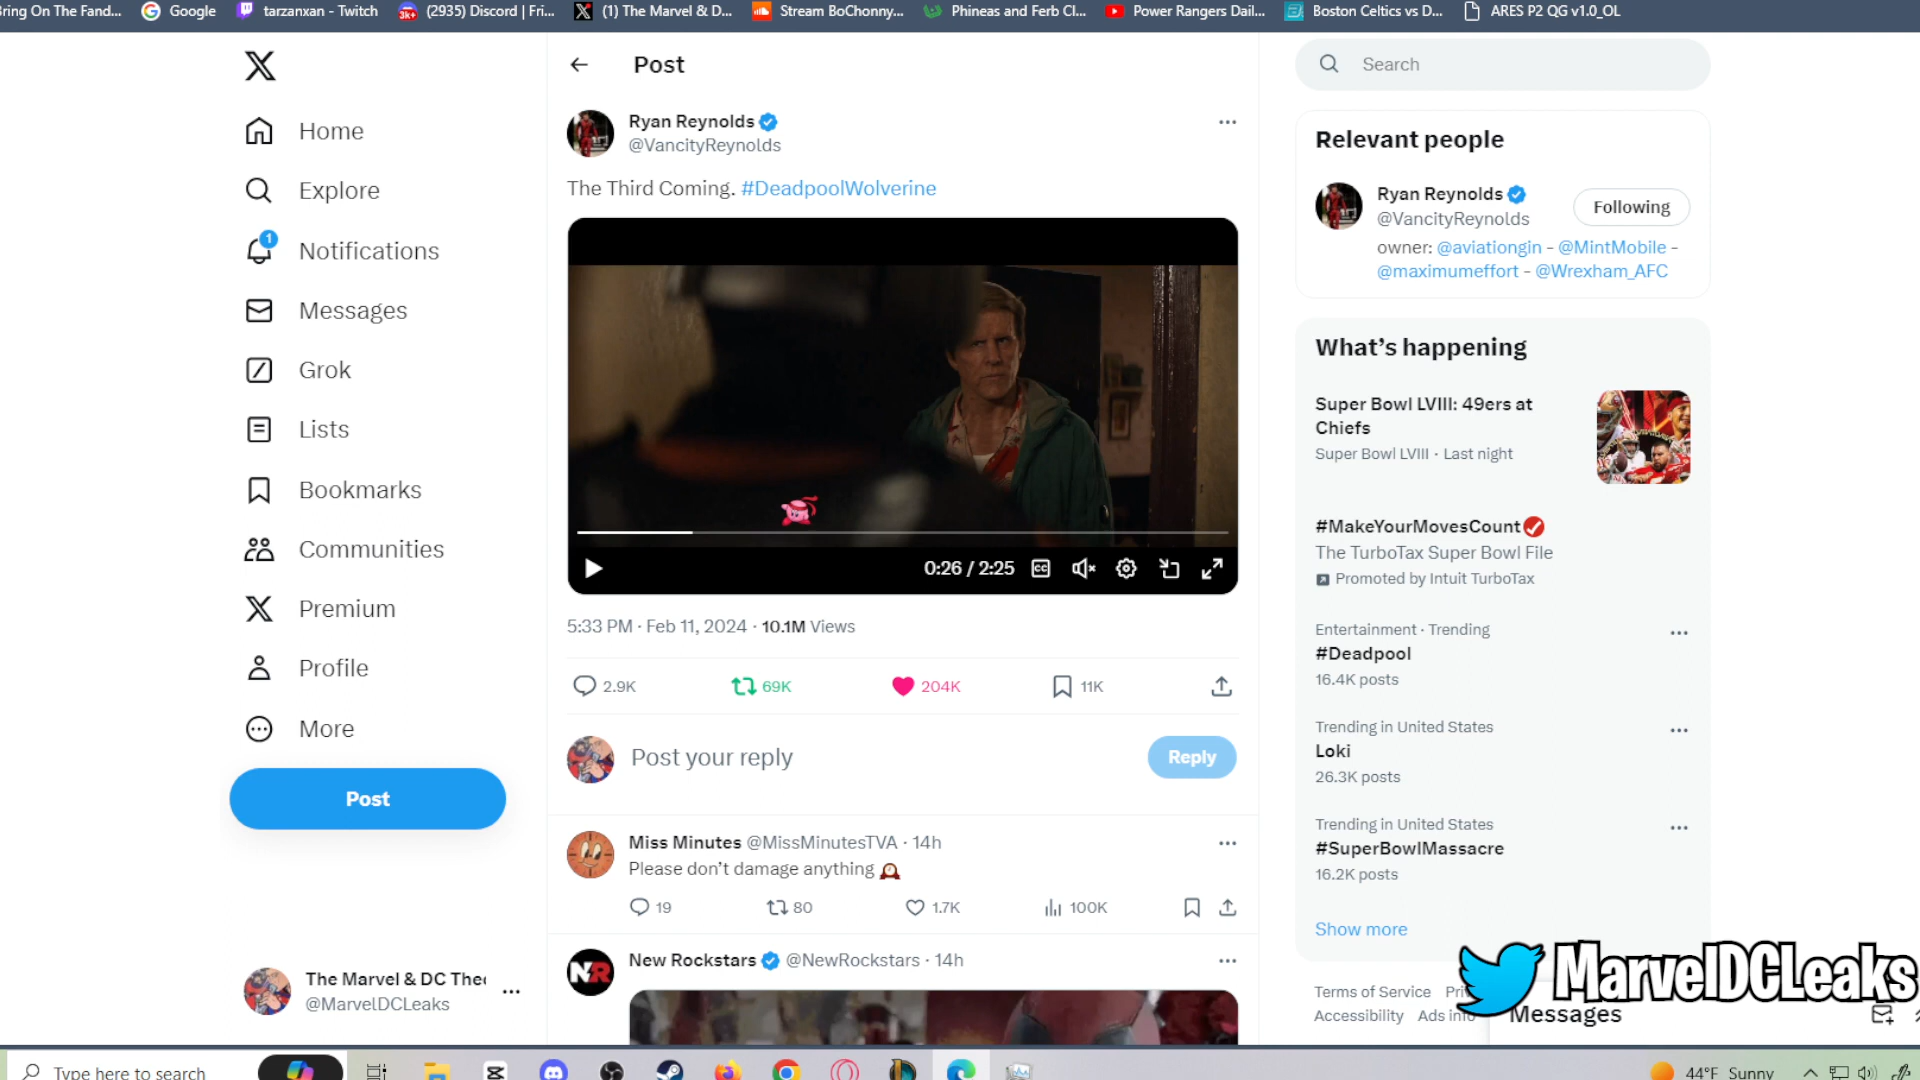 Bring On The Fand...
Google
tarzanxan - Twitch
(2935) Discord | Fri...
(1) The Marvel & D...
Stream BoChonny...
Phineas and Ferb Cl...
Power Rangers Dail...
Boston Celtics vs D...
ARES P2 QG v1.0_OL
Home
Explore
1
Notifications
Messages
Grok
Lists
Bookmarks
Communities
Premium
Profile
More
Post
The Marvel & DC Thec
@MarvelDCLeaks
Post
Ryan Reynolds
@VancityReynolds
The Third Coming. #DeadpoolWolverine
0:26 / 2:25
CC
5:33 PM · Feb 11, 2024 · 10.1M Views
2.9K 69K 204K 11K
Post your reply
Reply
Miss Minutes @MissMinutesTVA · 14h
Please don't damage anything
19 80 1.7K 100K
NR
New Rockstars @NewRockstars · 14h
Search
Relevant people
Ryan Reynolds
@VancityReynolds
Following
owner: @aviationgin - @MintMobile -
@maximumeffort - @Wrexham_AFC
What's happening
Super Bowl LVIII: 49ers at
Chiefs
Super Bowl LVIII · Last night
#MakeYourMovesCount
The TurboTax Super Bowl File
Promoted by Intuit TurboTax
Entertainment · Trending
#Deadpool
16.4K posts
Trending in United States
Loki
26.3K posts
Trending in United States
#SuperBowlMassacre
16.2K posts
Show more
Terms of Service
Accessibility Ads info
MarvelDCLeaks
Messages
Type here to search
44°F Sunny